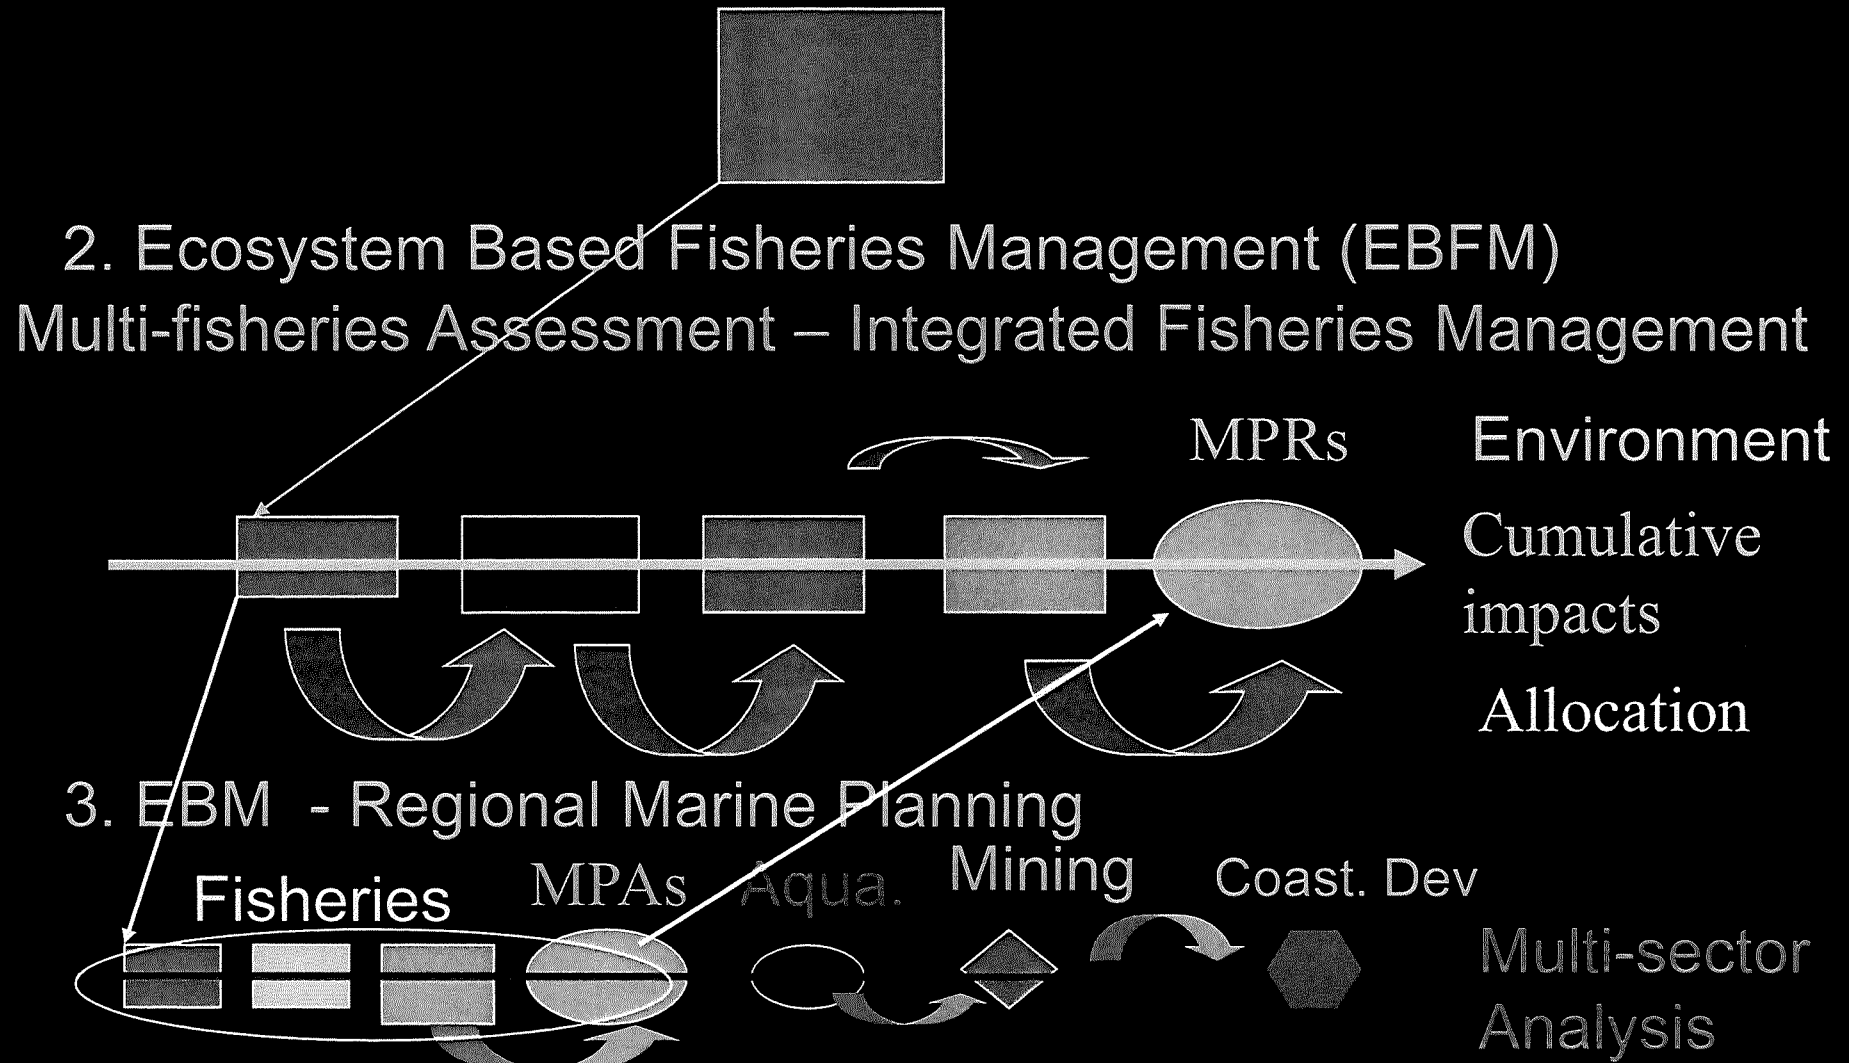 2. Ecosystem Based Fisheries Management (EBFM)
Multi-fisheries Assessment – Integrated Fisheries Management
MPRs
Environment
Cumulative
impacts
Allocation
3. EBM - Regional Marine Planning
Fisheries
MPAs
Aqua.
Mining
Coast. Dev
Multi-sector
Analysis